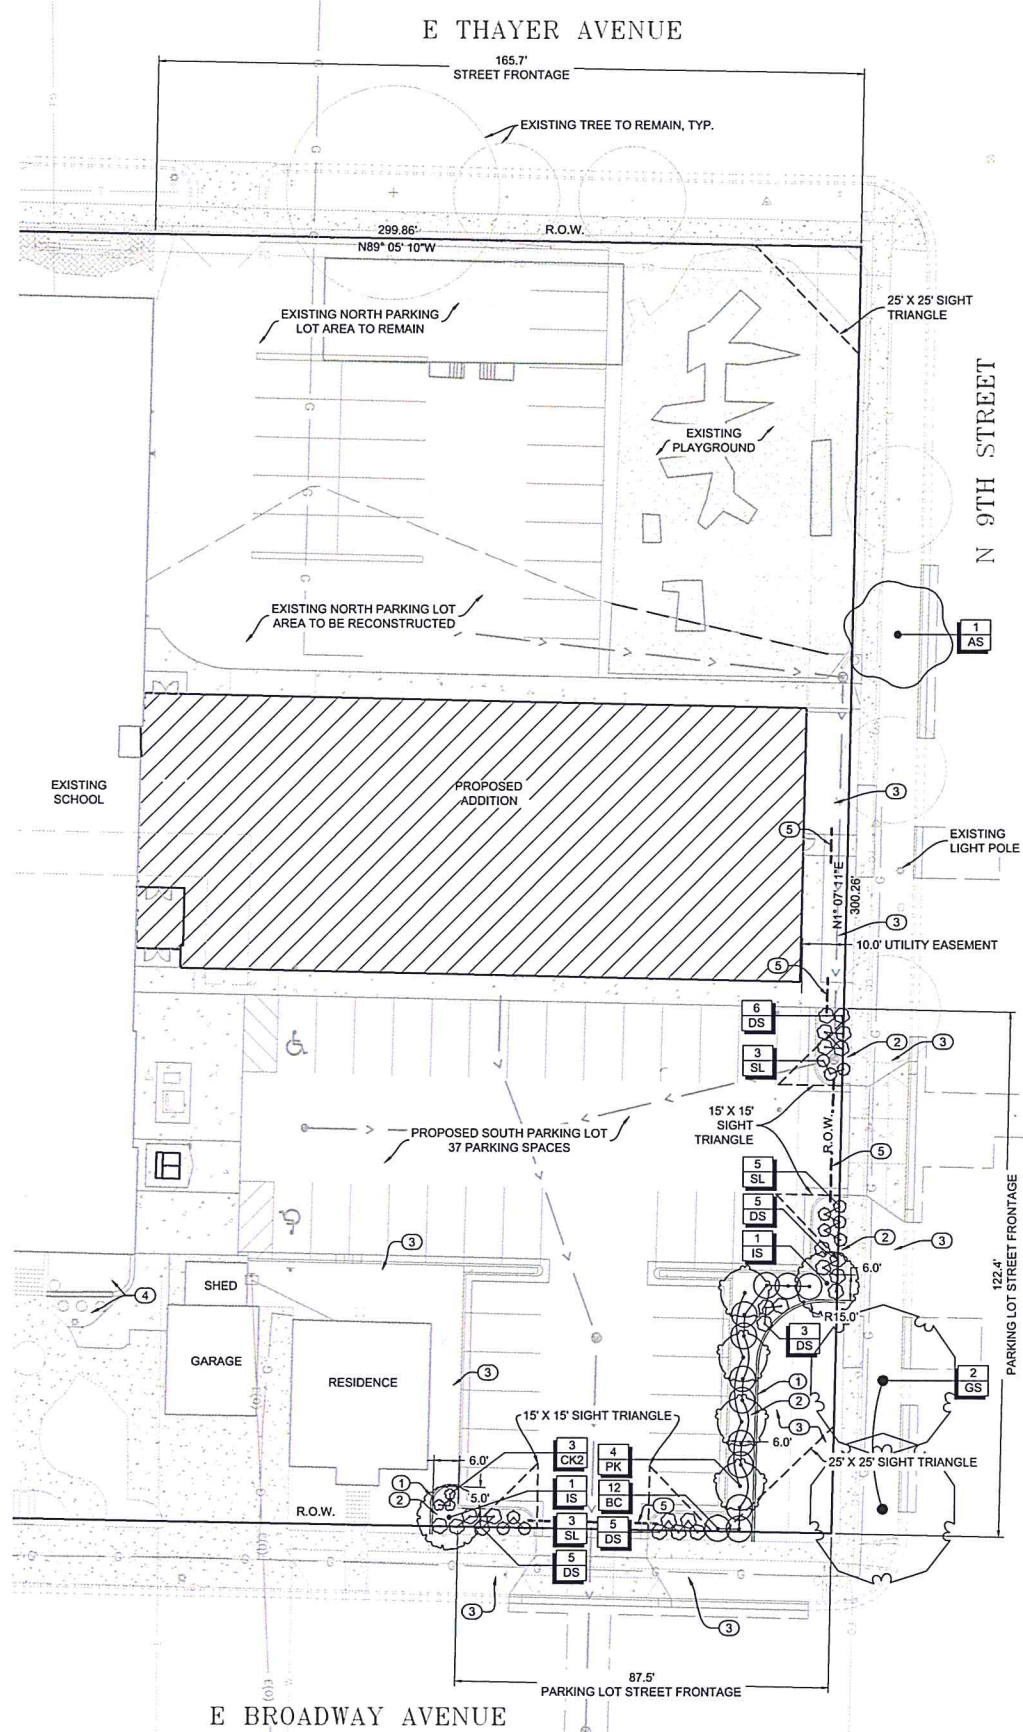 E THAYER AVENUE
165.7'
STREET FRONTAGE
EXISTING TREE TO REMAIN, TYP.
G
299.86'
R.O.W.
N89° 05' 10"W
EXISTING NORTH PARKING
LOT AREA TO REMAIN
25' X 25' SIGHT
TRIANGLE
N 9TH STREET
EXISTING
PLAYGROUND
G
G
G
EXISTING NORTH PARKING LOT
AREA TO BE RECONSTRUCTED
1
AS
EXISTING
SCHOOL
PROPOSED
ADDITION
3
5
EXISTING
LIGHT POLE
N1° 07' 11"E
300.26'
3
10.0' UTILITY EASEMENT
5
6
DS
2
3
3
SL
15' X 15'
SIGHT
TRIANGLE
R.O.W.
PROPOSED SOUTH PARKING LOT
37 PARKING SPACES
5
5
SL
5
DS
1
IS
2
3
6.0'
PARKING LOT STREET FRONTAGE
122.4'
3
SHED
4
R15.0'
3
DS
GARAGE
RESIDENCE
3
1
2
3
2
GS
15' X 15' SIGHT TRIANGLE
6.0'
25' X 25' SIGHT TRIANGLE
3
CK2
4
PK
6.0'
1
2
5.0'
1
IS
12
BC
R.O.W.
5
3
SL
5
DS
5
DS
3
3
87.5'
PARKING LOT STREET FRONTAGE
E BROADWAY AVENUE